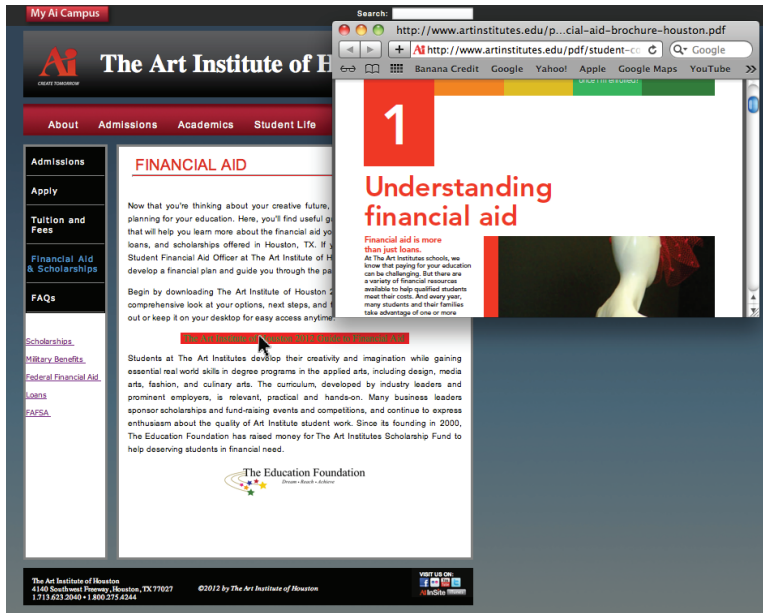 My Ai Campus
Search:
Ai
CREATE TOMORROW
The Art Institute of H
About Admissions Academics Student Life
Admissions
Apply
Tuition and
Fees
Financial Aid
& Scholarships
FAQs
Scholarships
Military Benefits
Federal Financial Aid
Loans
FAFSA
FINANCIAL AID
Now that you're thinking about your creative future,
planning for your education. Here, you'll find useful g
that will help you learn more about the financial aid yo
loans, and scholarships offered in Houston, TX. If y
Student Financial Aid Officer at The Art Institute of H
develop a financial plan and guide you through the pa
Begin by downloading The Art Institute of Houston 2
comprehensive look at your options, next steps, and f
out or keep it on your desktop for easy access anytime.
Students at The Art Institutes develop their creativity and imagination while gaining
essential real world skills in degree programs in the applied arts, including design, media
arts, fashion, and culinary arts. The curriculum, developed by industry leaders and
prominent employers, is relevant, practical and hands-on. Many business leaders
sponsor scholarships and fund-raising events and competitions, and continue to express
enthusiasm about the quality of Art Institute student work. Since its founding in 2000,
The Education Foundation has raised money for The Art Institutes Scholarship Fund to
help deserving students in financial need.
The Education Foundation
Dream • Reach • Achieve
http://www.artinstitutes.edu/p...cial-aid-brochure-houston.pdf
Ai http://www.artinstitutes.edu/pdf/student-co
Google
Banana Credit Google Yahoo! Apple Google Maps YouTube >>
once I'm enrolled?
1
Understanding
financial aid
Financial aid is more
than just loans.
At The Art Institutes schools, we
know that paying for your education
can be challenging. But there are
a variety of financial resources
available to help qualified students
meet their costs. And every year,
many students and their families
take advantage of one or more
The Art Institute of Houston
4140 Southwest Freeway, Houston, TX 77027
1.713.623.2040 • 1.800.275.4244
©2012 by The Art Institute of Houston
VISIT US ON:
Ai InSite